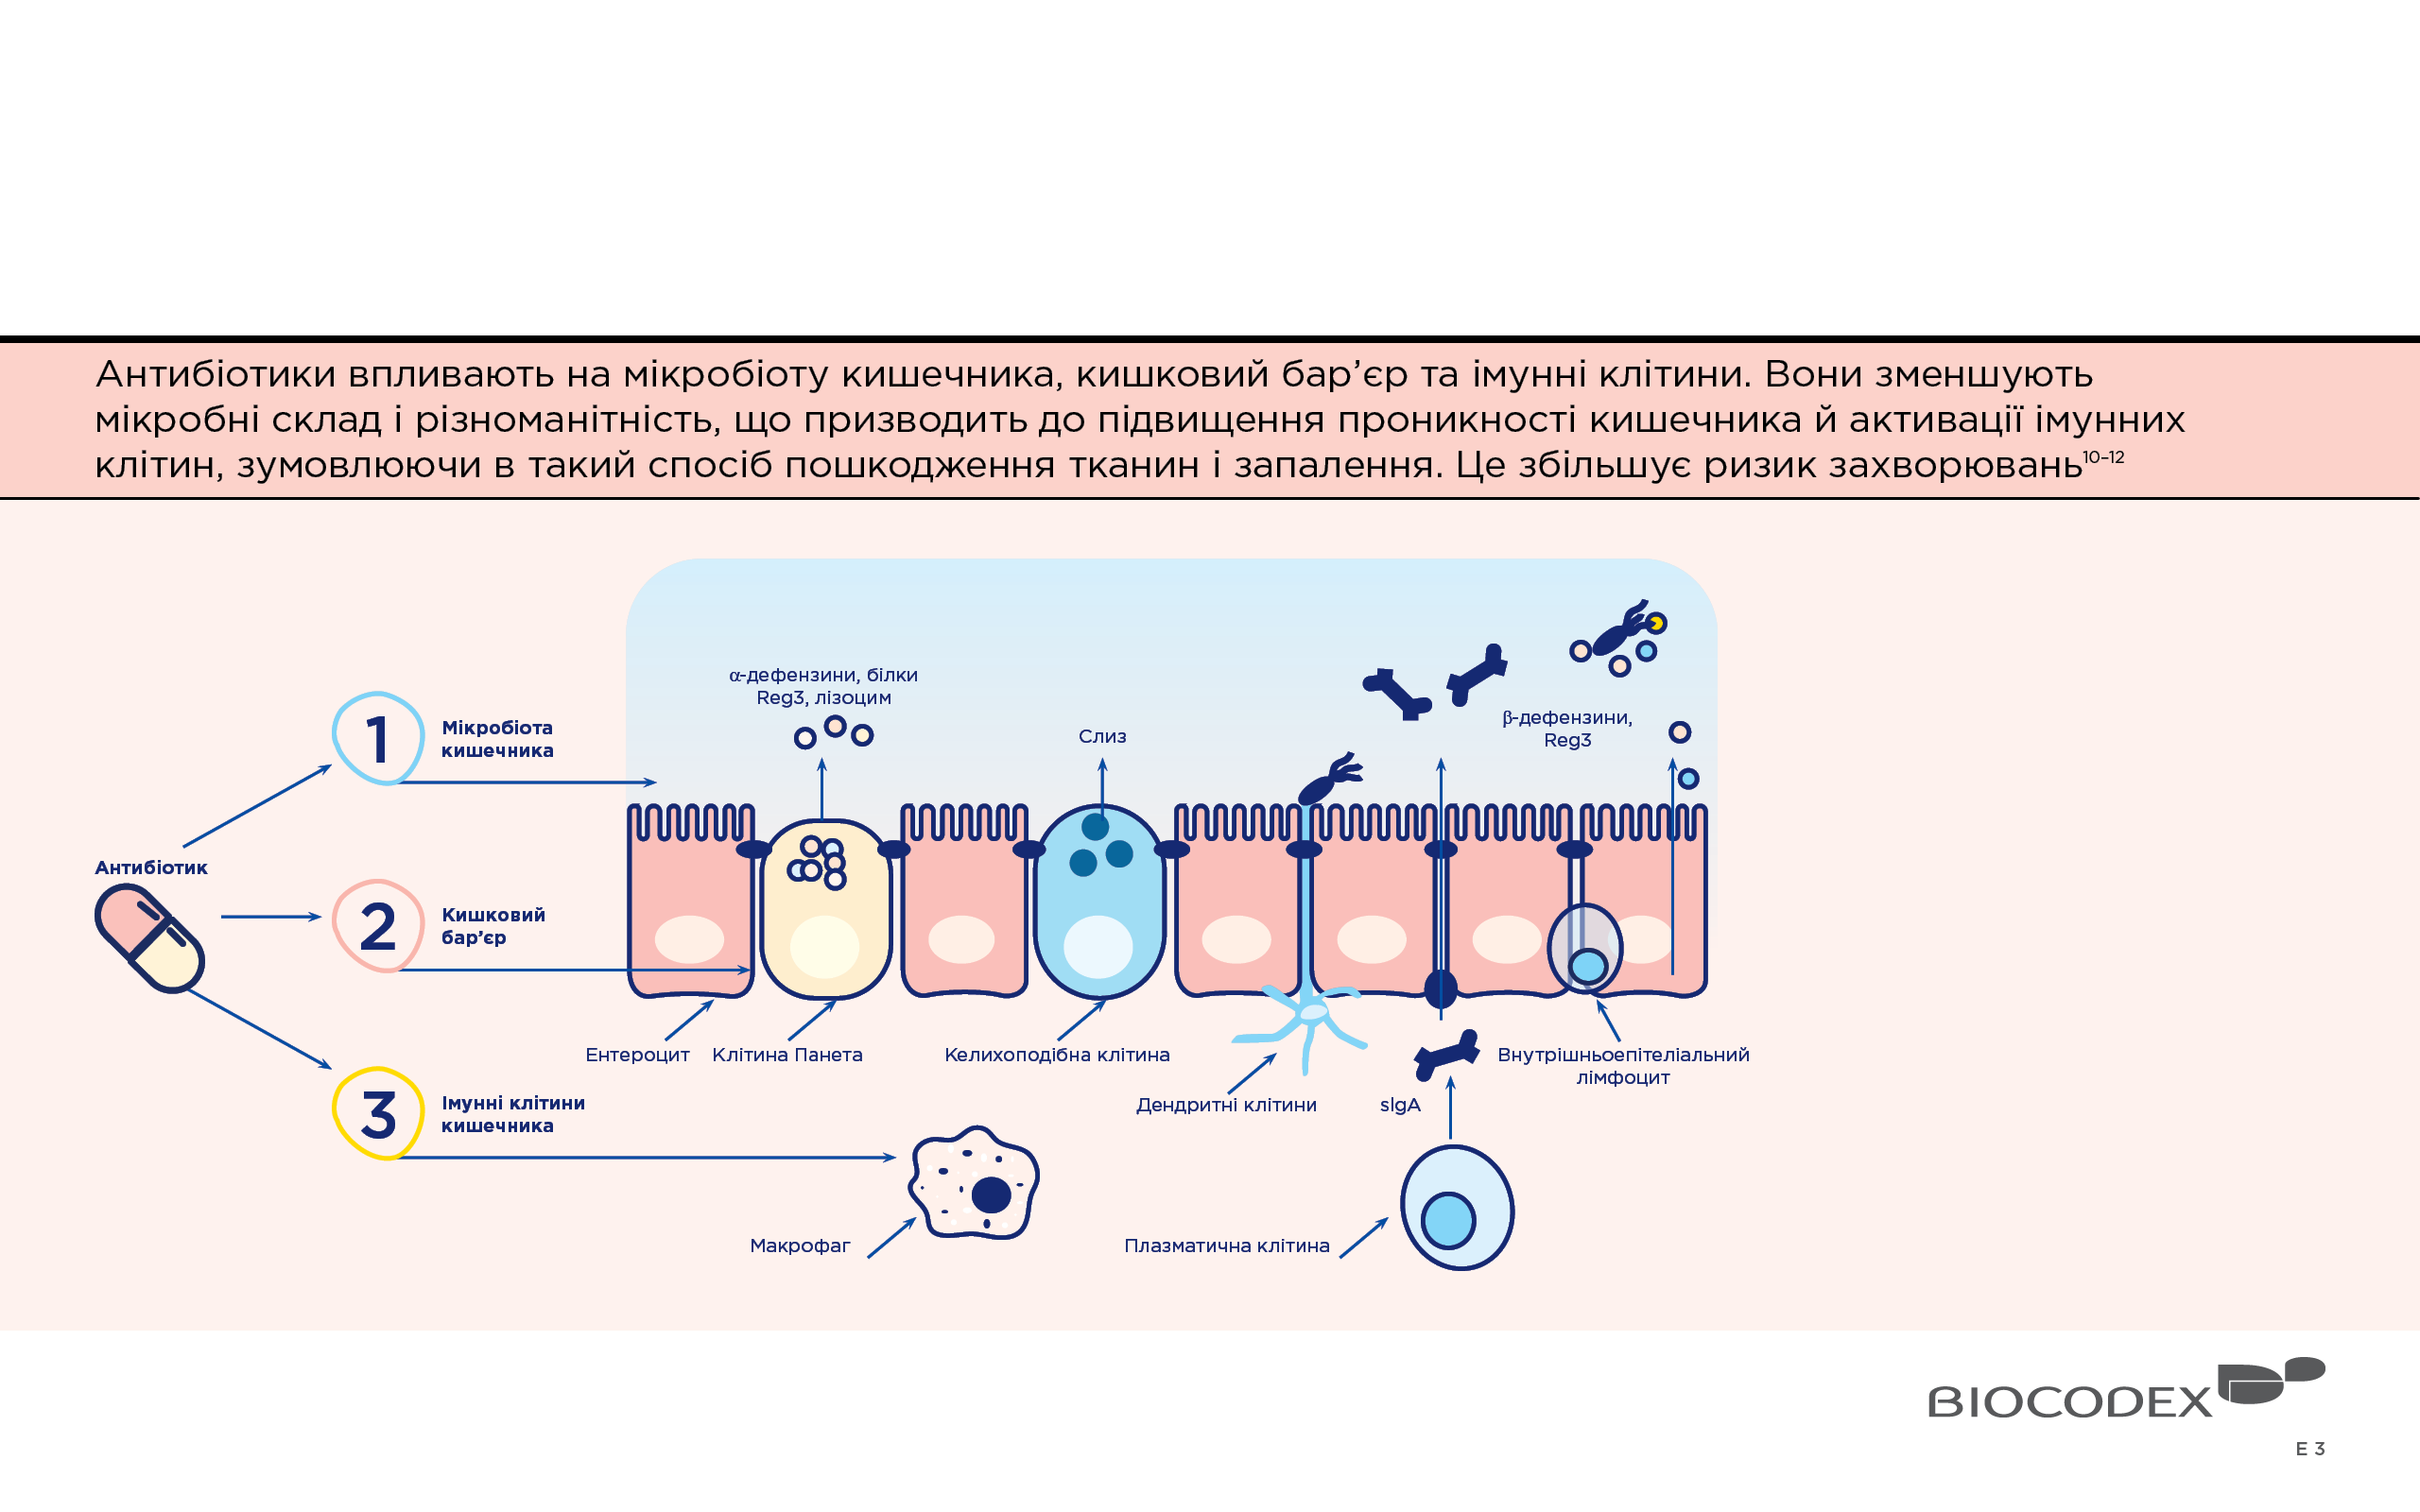 Антибіотики впливають на мікробіоту кишечника, кишковий бар’єр та імунні клітини. Вони зменшують
мікробні склад і різноманітність, що призводить до підвищення проникності кишечника й активації імунних
клітин, зумовлюючи в такий спосіб пошкодження тканин і запалення. Це збільшує ризик захворювань10–12
α-дефензини, білки
Reg3, лізоцим
Слиз
β-дефензини,
Reg3
1
Мікробіота
кишечника
Антибіотик
2
Кишковий
бар’єр
3
Імунні клітини
кишечника
Ентероцит
Клітина Панета
Келихоподібна клітина
Дендритні клітини
sIgA
Внутрішньоепітеліальний
лімфоцит
Макрофаг
Плазматична клітина
BIOCODEX
E 3